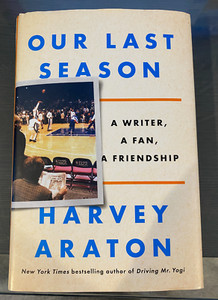 OUR LAST
SEASON
A WRITER,
A FAN,
A FRIENDSHIP
HARVEY
ARATON
New York Times bestselling author of Driving Mr. Yogi